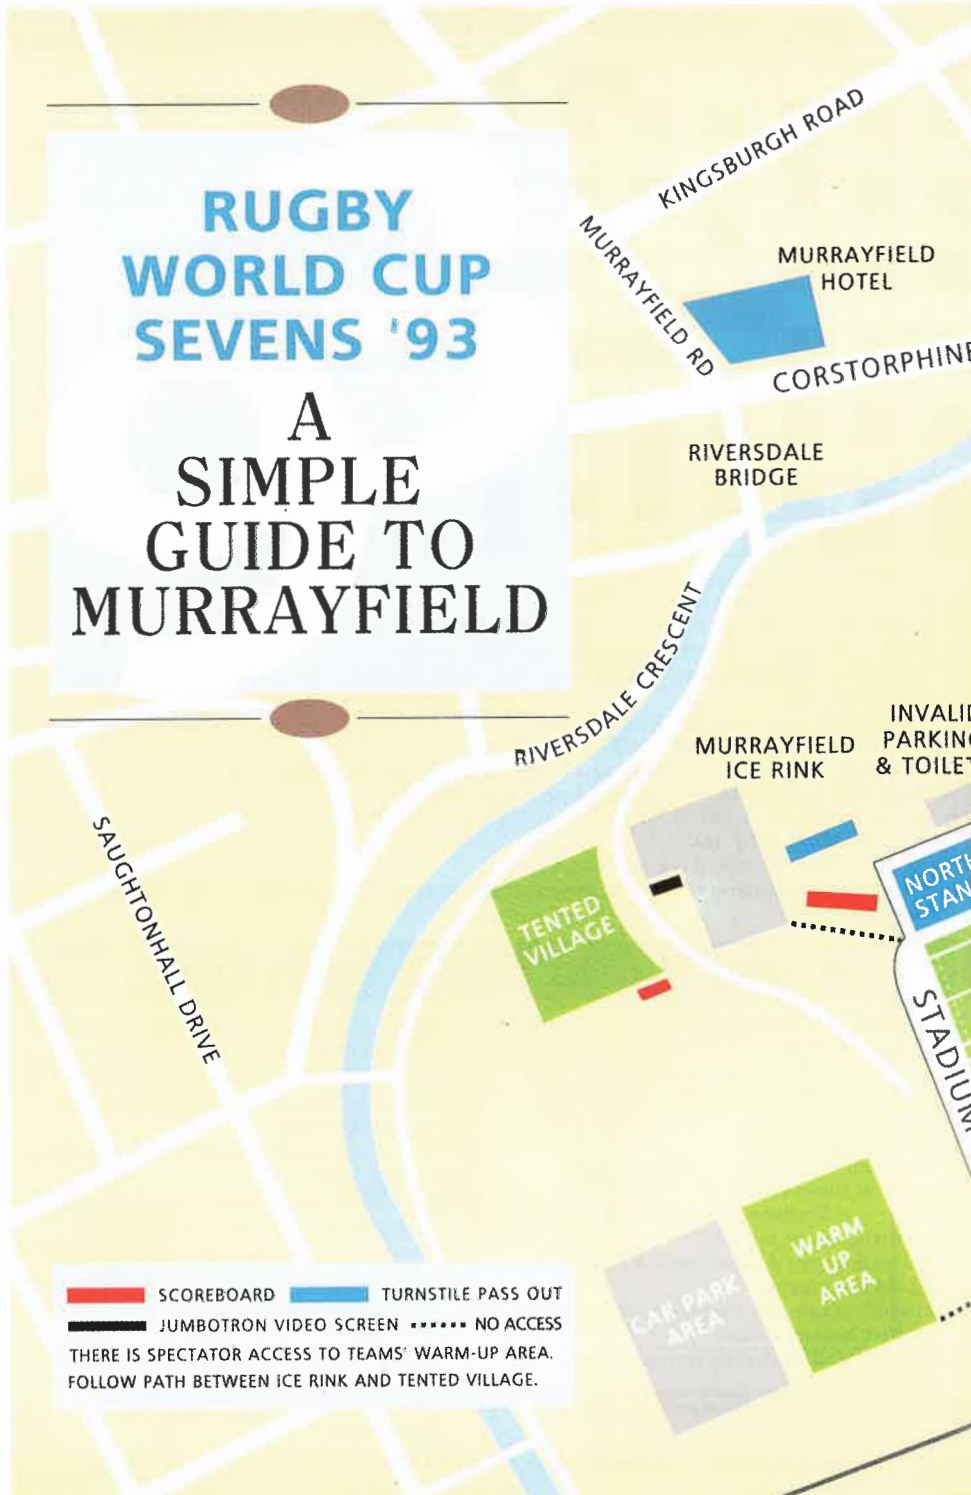 RUGBY
WORLD CUP
SEVENS '93
A
SIMPLE
GUIDE TO
MURRAYFIELD
KINGSBURGH ROAD
MURRAYFIELD RD
MURRAYFIELD
HOTEL
CORSTORPHINE
RIVERSDALE
BRIDGE
RIVERSDALE CRESCENT
MURRAYFIELD
ICE RINK
INVALID
PARKING
& TOILET
SAUGHTONHALL DRIVE
TENTED
VILLAGE
NORTH
STAN
STADIUM
WARM
UP
AREA
CAR PARK
AREA
SCOREBOARD TURNSTILE PASS OUT
JUMBOTRON VIDEO SCREEN NO ACCESS
THERE IS SPECTATOR ACCESS TO TEAMS' WARM-UP AREA.
FOLLOW PATH BETWEEN ICE RINK AND TENTED VILLAGE.